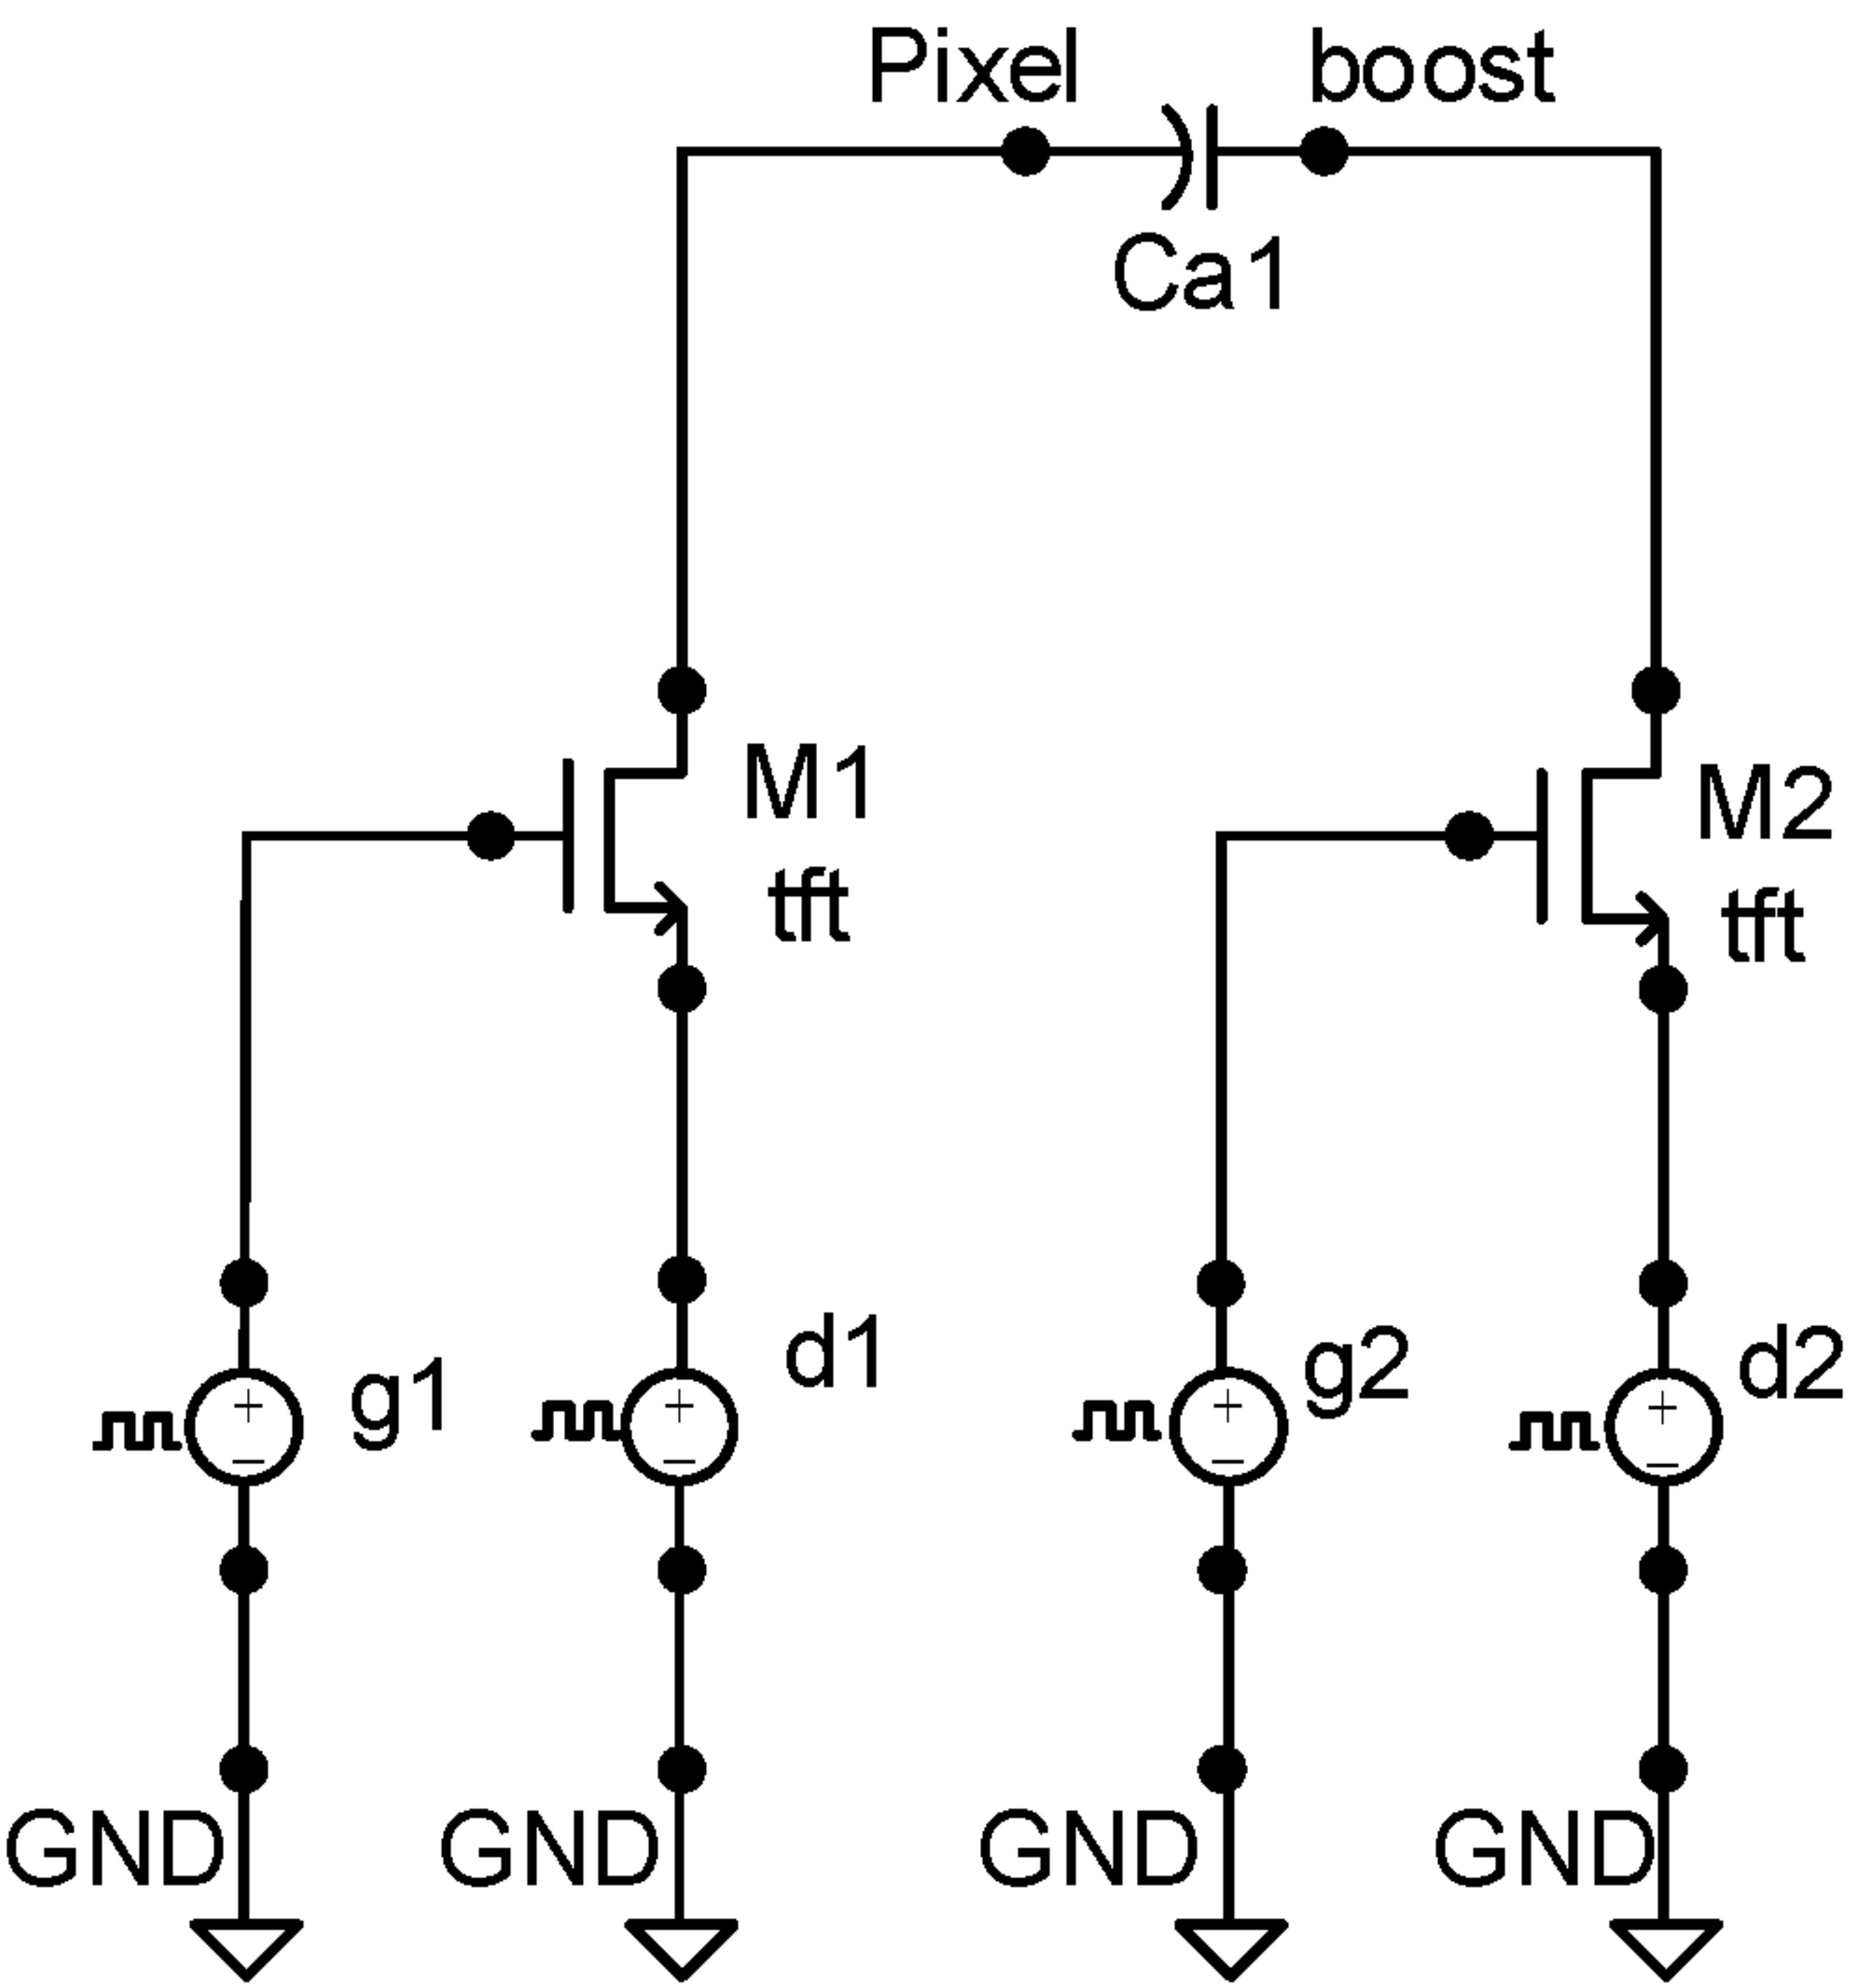 Pixel boost
Ca1
M1
M2
tft
tft
d1
g2
d2
g1
GND GND GND GND